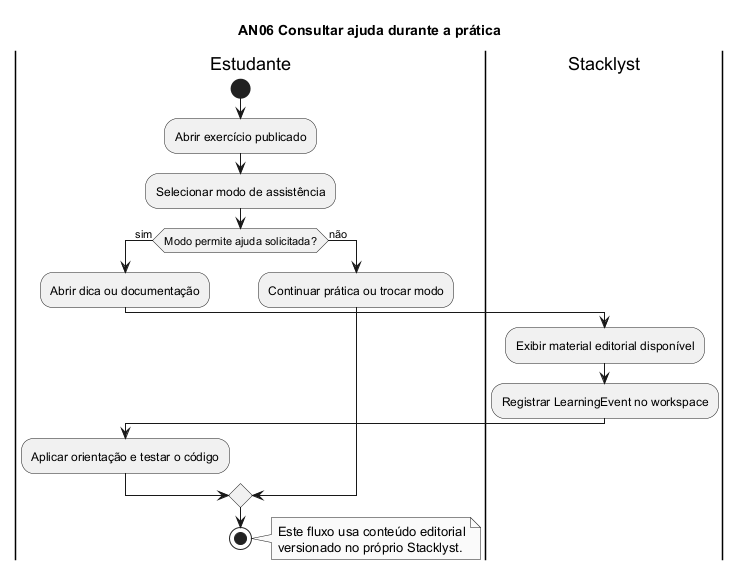 AN06 Consultar ajuda durante a prática
Estudante
Stacklyst
Abrir exercício publicado
Selecionar modo de assistência
sim
Modo permite ajuda solicitada?
não
Abrir dica ou documentação
Continuar prática ou trocar modo
Exibir material editorial disponível
Registrar LearningEvent no workspace
Aplicar orientação e testar o código
Este fluxo usa conteúdo editorial
versionado no próprio Stacklyst.